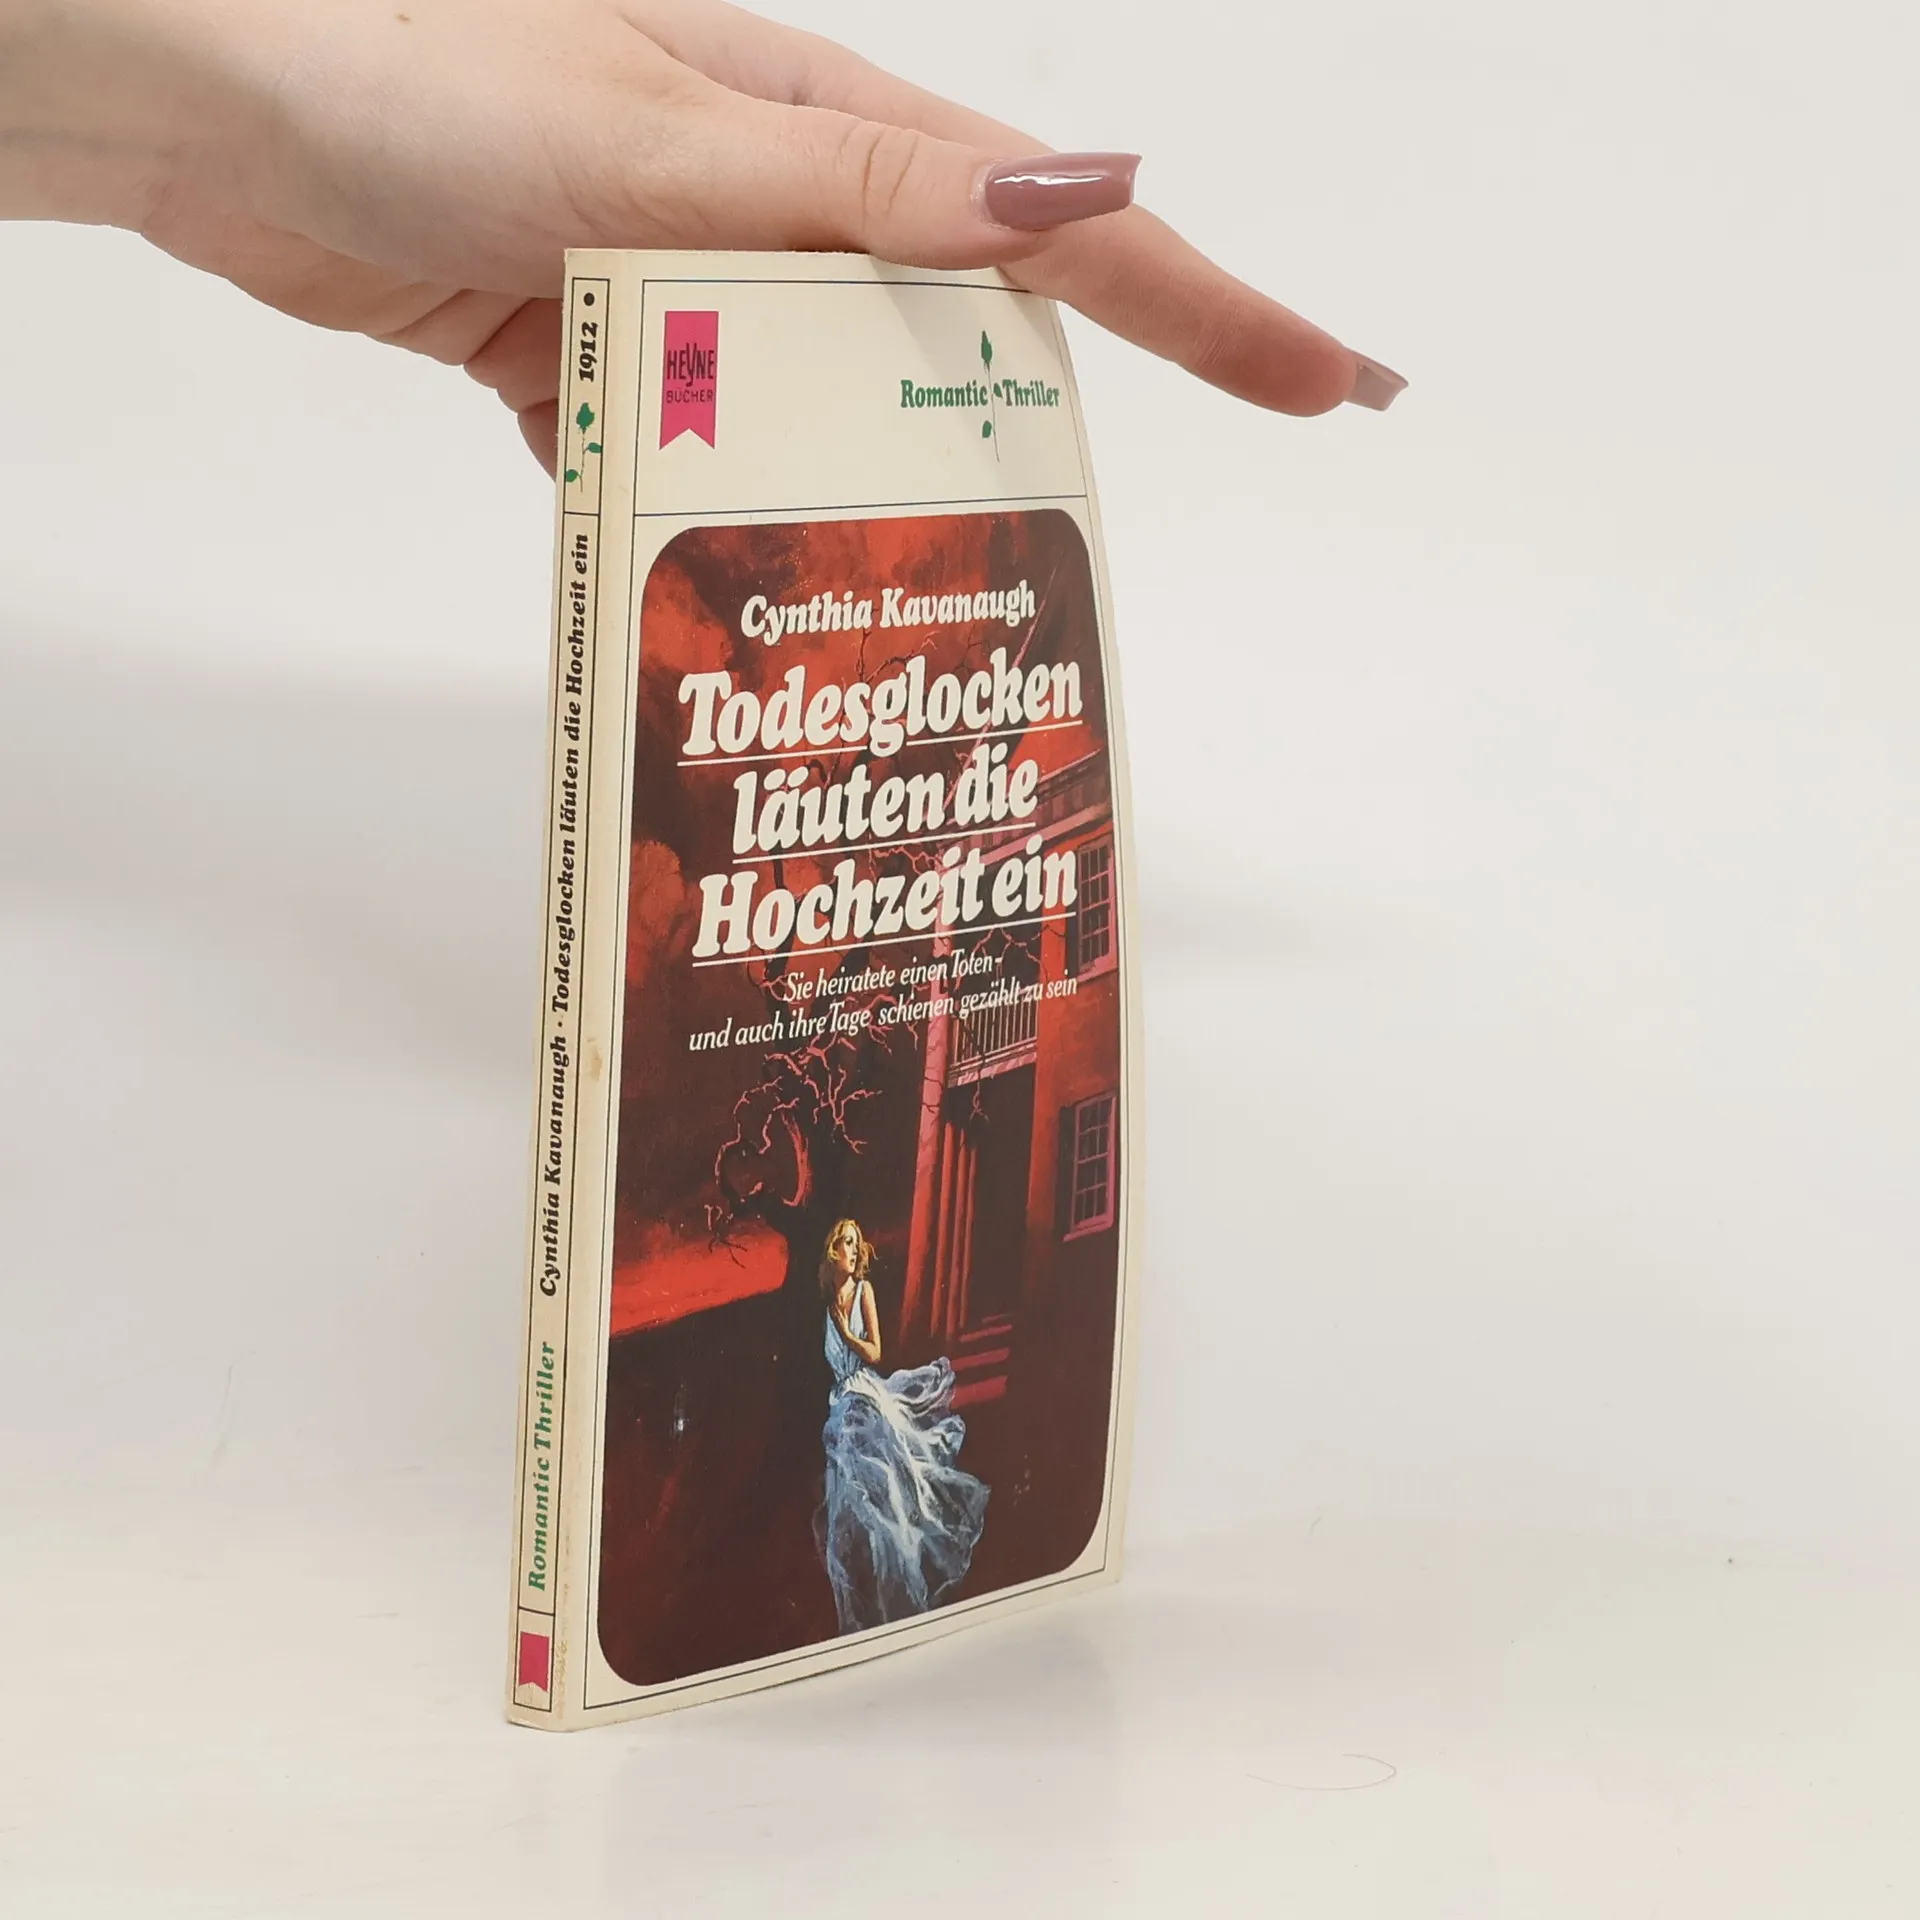 1912 •
Cynthia Kavanaugh · Todesglocken läuten die Hochzeit ein
Romantic Thriller
HEYNE
BÜCHER
Romantic Thriller
Cynthia Kavanaugh
Todesglocken
läuten die
Hochzeit ein
Sie heiratete einen Toten-
und auch ihre Tage schienen gezählt zu sein